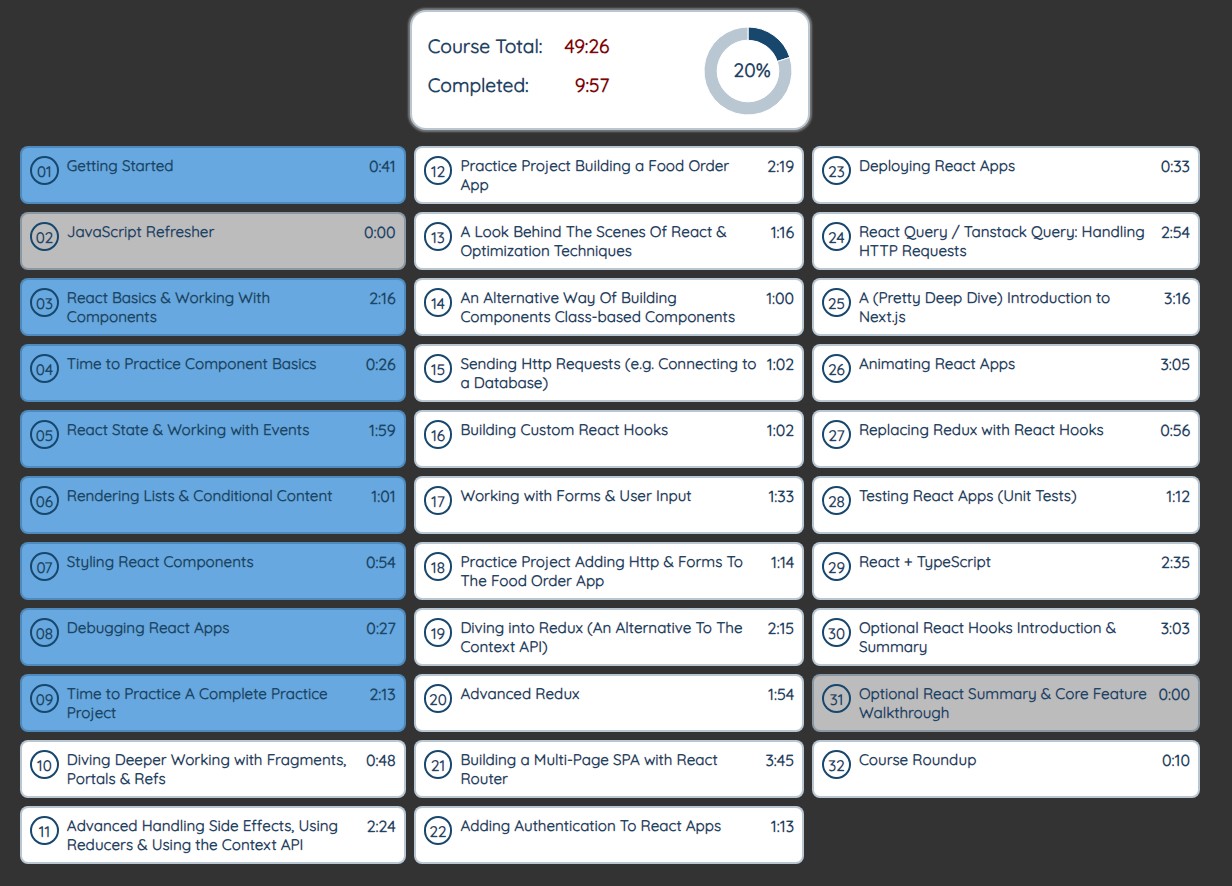 Course Total: 49:26
Completed: 9:57
20%
01 Getting Started 0:41
02 JavaScript Refresher 0:00
03 React Basics & Working With 2:16
Components
04 Time to Practice Component Basics 0:26
05 React State & Working with Events 1:59
06 Rendering Lists & Conditional Content 1:01
07 Styling React Components 0:54
08 Debugging React Apps 0:27
09 Time to Practice A Complete Practice 2:13
Project
10 Diving Deeper Working with Fragments, 0:48
Portals & Refs
11 Advanced Handling Side Effects, Using 2:24
Reducers & Using the Context API
12 Practice Project Building a Food Order 2:19
App
13 A Look Behind The Scenes Of React & 1:16
Optimization Techniques
14 An Alternative Way Of Building 1:00
Components Class-based Components
15 Sending Http Requests (e.g. Connecting to 1:02
a Database)
16 Building Custom React Hooks 1:02
17 Working with Forms & User Input 1:33
18 Practice Project Adding Http & Forms To 1:14
The Food Order App
19 Diving into Redux (An Alternative To The 2:15
Context API)
20 Advanced Redux 1:54
21 Building a Multi-Page SPA with React 3:45
Router
22 Adding Authentication To React Apps 1:13
23 Deploying React Apps 0:33
24 React Query / Tanstack Query: Handling 2:54
HTTP Requests
25 A (Pretty Deep Dive) Introduction to 3:16
Next.js
26 Animating React Apps 3:05
27 Replacing Redux with React Hooks 0:56
28 Testing React Apps (Unit Tests) 1:12
29 React + TypeScript 2:35
30 Optional React Hooks Introduction & 3:03
Summary
31 Optional React Summary & Core Feature 0:00
Walkthrough
32 Course Roundup 0:10